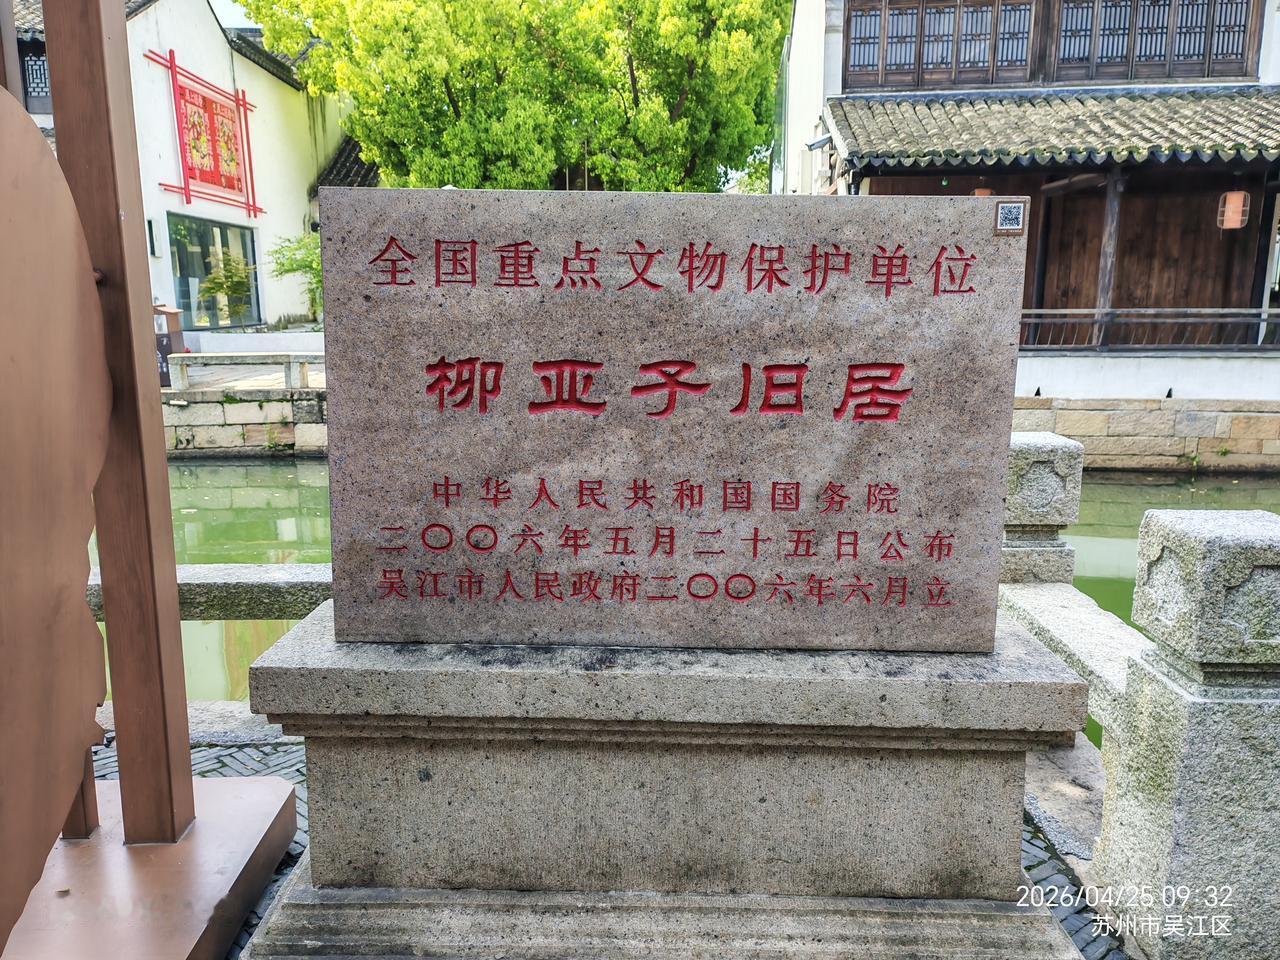 全国重点文物保护单位
柳亚子旧居
中华人民共和国国务院
二〇〇六年五月二十五日公布
吴江市人民政府二〇〇六年六月立
2026/04/25 09:32
苏州市吴江区